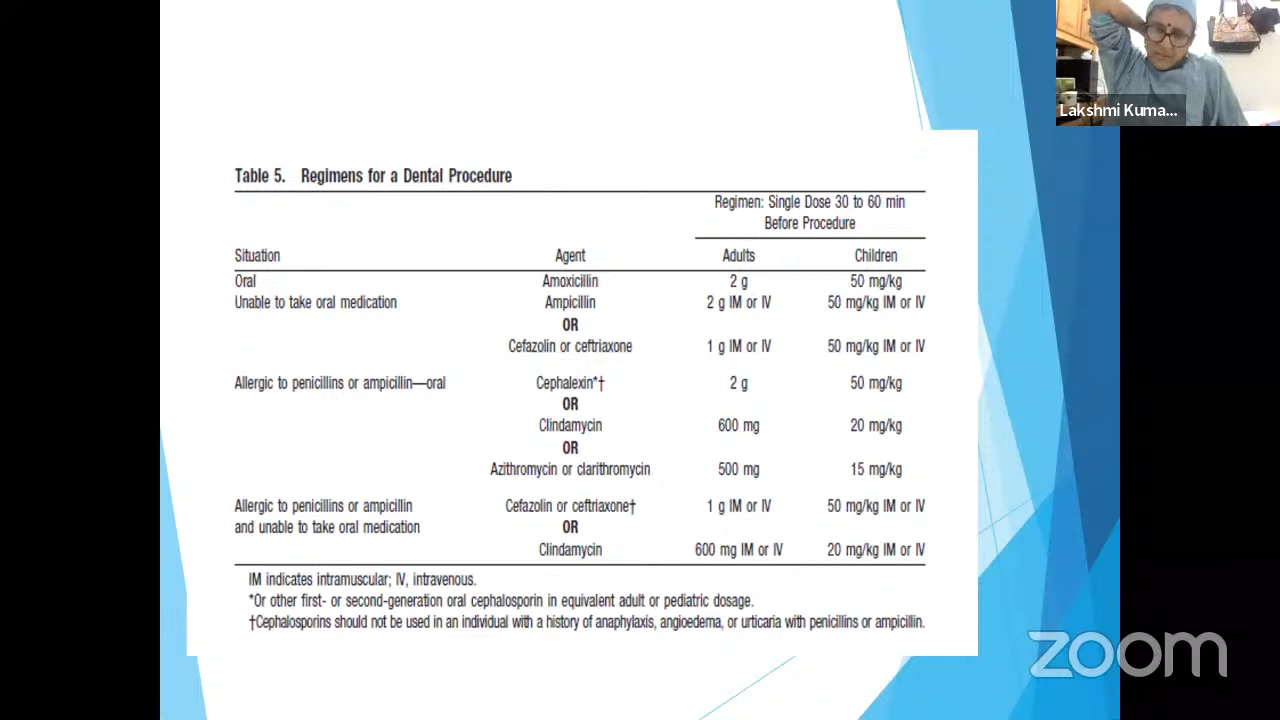 Lakshmi Kuma...
Table 5. Regimens for a Dental Procedure
Regimen: Single Dose 30 to 60 min
Before Procedure
Situation Agent Adults Children
Oral Amoxicillin 2 g 50 mg/kg
Unable to take oral medication Ampicillin 2 g IM or IV 50 mg/kg IM or IV
OR
Cefazolin or ceftriaxone 1 g IM or IV 50 mg/kg IM or IV
Allergic to penicillins or ampicillin—oral Cephalexin*† 2 g 50 mg/kg
OR
Clindamycin 600 mg 20 mg/kg
OR
Azithromycin or clarithromycin 500 mg 15 mg/kg
Allergic to penicillins or ampicillin Cefazolin or ceftriaxone† 1 g IM or IV 50 mg/kg IM or IV
and unable to take oral medication OR
Clindamycin 600 mg IM or IV 20 mg/kg IM or IV
IM indicates intramuscular; IV, intravenous.
*Or other first- or second-generation oral cephalosporin in equivalent adult or pediatric dosage.
†Cephalosporins should not be used in an individual with a history of anaphylaxis, angioedema, or urticaria with penicillins or ampicillin.
zoom